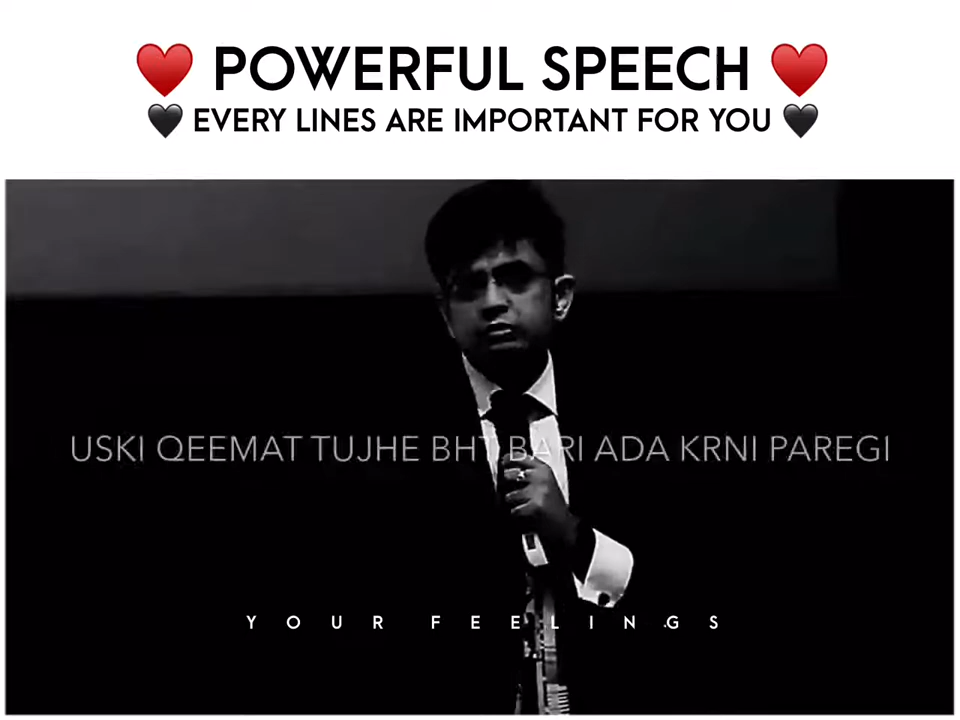 ♥️ POWERFUL SPEECH ♥️
🖤 EVERY LINES ARE IMPORTANT FOR YOU 🖤
USKI QEEMAT TUJHE BHT BARI ADA KRNI PAREGI
YOUR FEELINGS